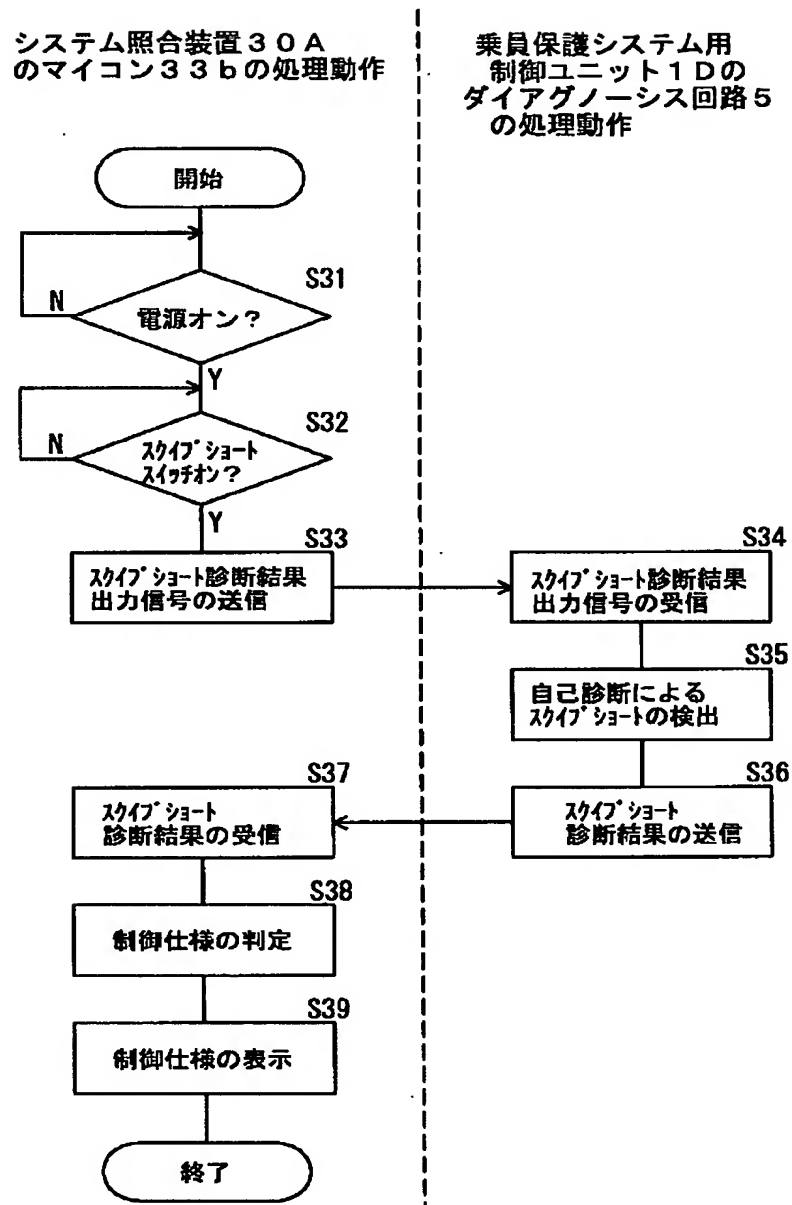 システム照合装置３０Ａ
のマイコン３３ｂの処理動作
乗員保護システム用
制御ユニット１Ｄの
ダイアグノーシス回路５
の処理動作
開始
S31
電源オン？
N
Y
S32
ｽｸｲﾌﾞｼｮｰﾄ
ｽｲｯﾁｵﾝ？
N
Y
S33
ｽｸｲﾌﾞｼｮｰﾄ診断結果
出力信号の送信
S34
ｽｸｲﾌﾞｼｮｰﾄ診断結果
出力信号の受信
S35
自己診断による
ｽｸｲﾌﾞｼｮｰﾄの検出
S36
ｽｸｲﾌﾞｼｮｰﾄ
診断結果の送信
S37
ｽｸｲﾌﾞｼｮｰﾄ
診断結果の受信
S38
制御仕様の判定
S39
制御仕様の表示
終了